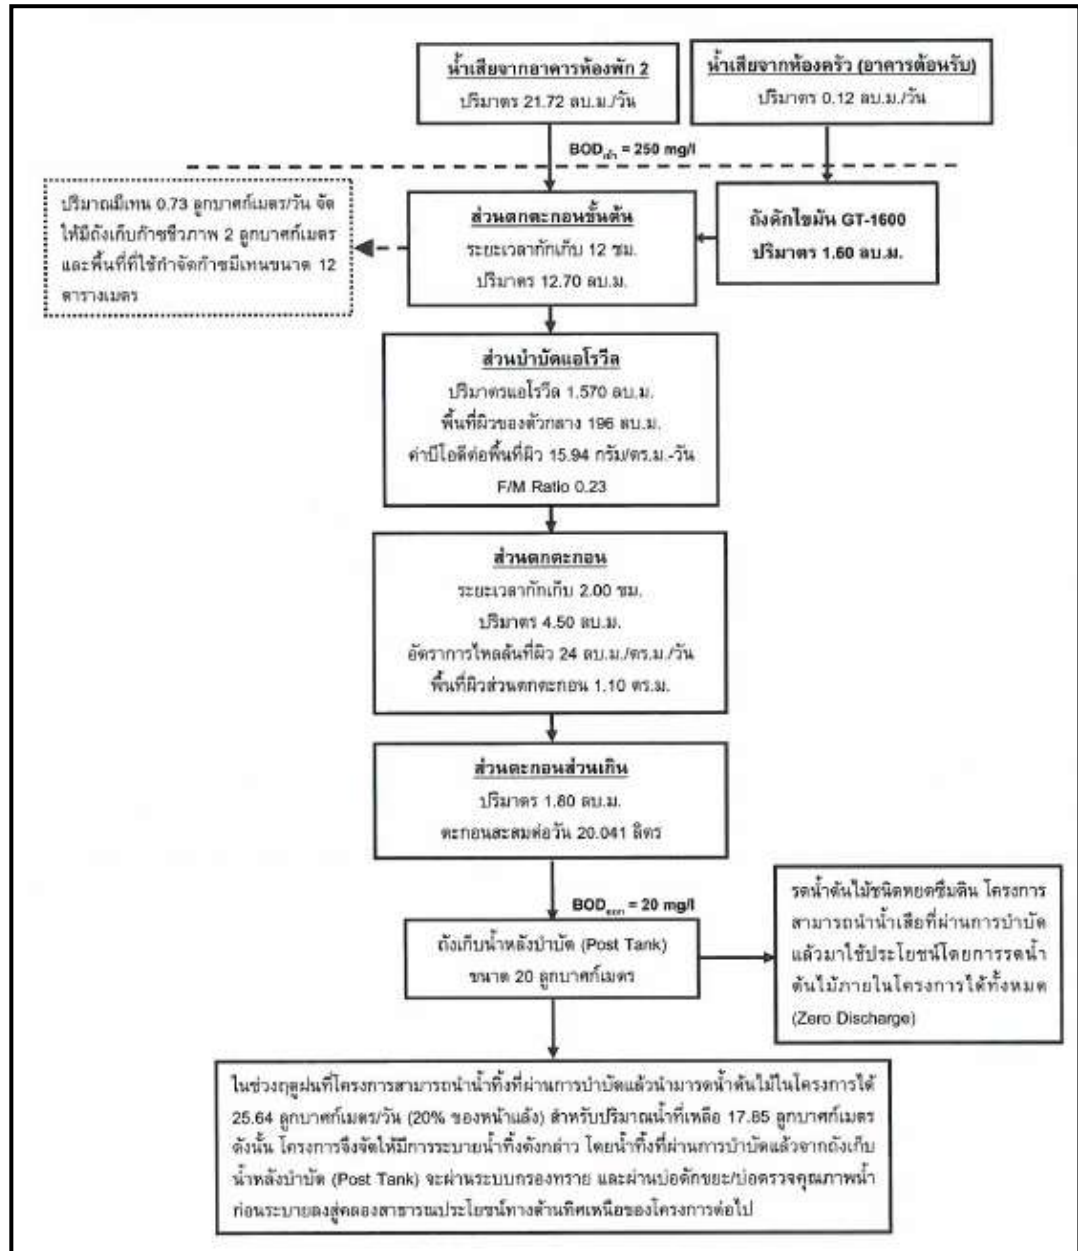 น้ำเสียจากอาคารห้องพัก 2
ปริมาตร 21.72 ลบ.ม./วัน
น้ำเสียจากห้องครัว (อาคารต้อนรับ)
ปริมาตร 0.12 ลบ.ม./วัน
BODเข้า = 250 mg/l
ปริมาณมีเทน 0.73 ลูกบาศก์เมตร/วัน จัด
ให้มีถังเก็บก๊าซชีวภาพ 2 ลูกบาศก์เมตร
และพื้นที่ที่ใช้กำจัดก๊าซมีเทนขนาด 12
ตารางเมตร
ส่วนตกตะกอนขั้นต้น
ระยะเวลากักเก็บ 12 ชม.
ปริมาตร 12.70 ลบ.ม.
ถังดักไขมัน GT-1600
ปริมาตร 1.60 ลบ.ม.
ส่วนบำบัดแอโรวีล
ปริมาตรแอโรวีล 1.570 ลบ.ม.
พื้นที่ผิวของตัวกลาง 196 ลบ.ม.
ค่าบีโอดีต่อพื้นที่ผิว 15.94 กรัม/ตร.ม.-วัน
F/M Ratio 0.23
ส่วนตกตะกอน
ระยะเวลากักเก็บ 2.00 ชม.
ปริมาตร 4.50 ลบ.ม.
อัตราการไหลล้นที่ผิว 24 ลบ.ม./ตร.ม./วัน
พื้นที่ผิวส่วนตกตะกอน 1.10 ตร.ม.
ส่วนตะกอนส่วนเกิน
ปริมาตร 1.80 ลบ.ม.
ตะกอนสะสมต่อวัน 20.041 ลิตร
BODออก = 20 mg/l
ถังเก็บน้ำหลังบำบัด (Post Tank)
ขนาด 20 ลูกบาศก์เมตร
รดน้ำต้นไม้ชนิดหยดซึมดิน โครงการ
สามารถนำน้ำเสียที่ผ่านการบำบัด
แล้วมาใช้ประโยชน์โดยการรดน้ำ
ต้นไม้ภายในโครงการได้ทั้งหมด
(Zero Discharge)
ในช่วงฤดูฝนที่โครงการสามารถนำน้ำทิ้งที่ผ่านการบำบัดแล้วนำมารดน้ำต้นไม้ในโครงการได้
25.64 ลูกบาศก์เมตร/วัน (20% ของหน้าแล้ง) สำหรับปริมาณน้ำที่เหลือ 17.85 ลูกบาศก์เมตร
ดังนั้น โครงการจึงจัดให้มีการระบายน้ำทิ้งดังกล่าว โดยน้ำทิ้งที่ผ่านการบำบัดแล้วจากถังเก็บ
น้ำหลังบำบัด (Post Tank) จะผ่านระบบกรองทราย และผ่านบ่อดักขยะ/บ่อตรวจคุณภาพน้ำ
ก่อนระบายลงสู่คลองสาธารณประโยชน์ทางด้านทิศเหนือของโครงการต่อไป